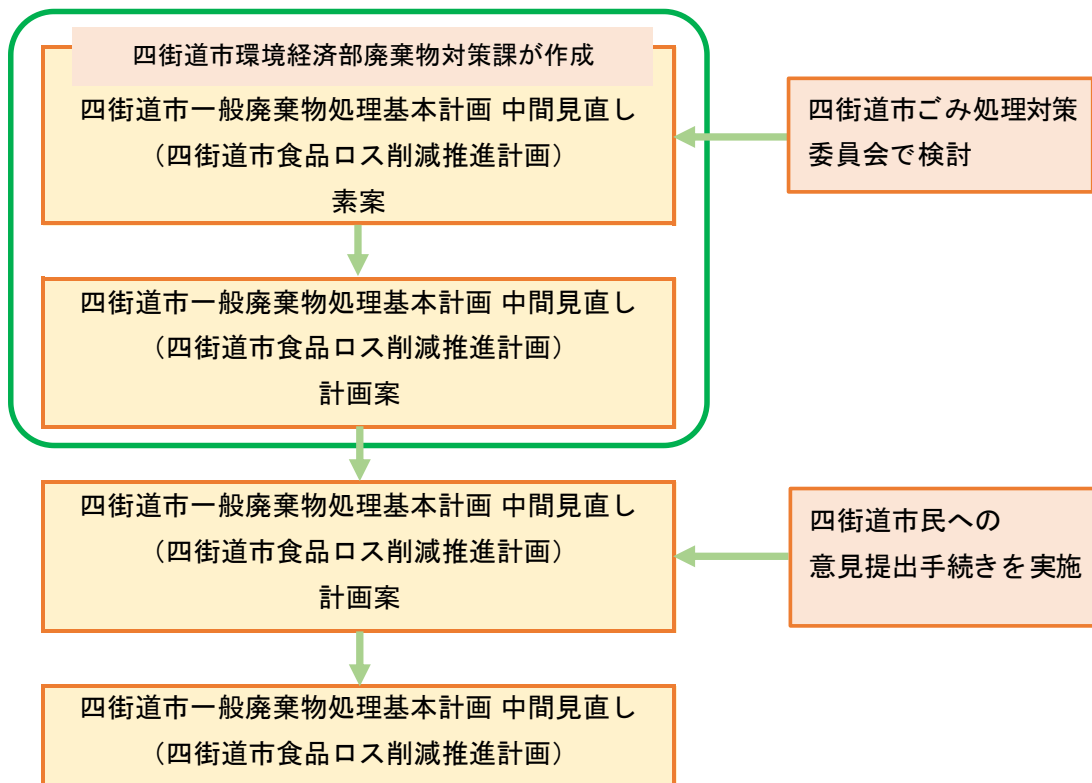 四街道市環境経済部廃棄物対策課が作成
四街道市一般廃棄物処理基本計画 中間見直し
（四街道市食品ロス削減推進計画）
素案
四街道市ごみ処理対策
委員会で検討
四街道市一般廃棄物処理基本計画 中間見直し
（四街道市食品ロス削減推進計画）
計画案
四街道市一般廃棄物処理基本計画 中間見直し
（四街道市食品ロス削減推進計画）
計画案
四街道市民への
意見提出手続きを実施
四街道市一般廃棄物処理基本計画 中間見直し
（四街道市食品ロス削減推進計画）